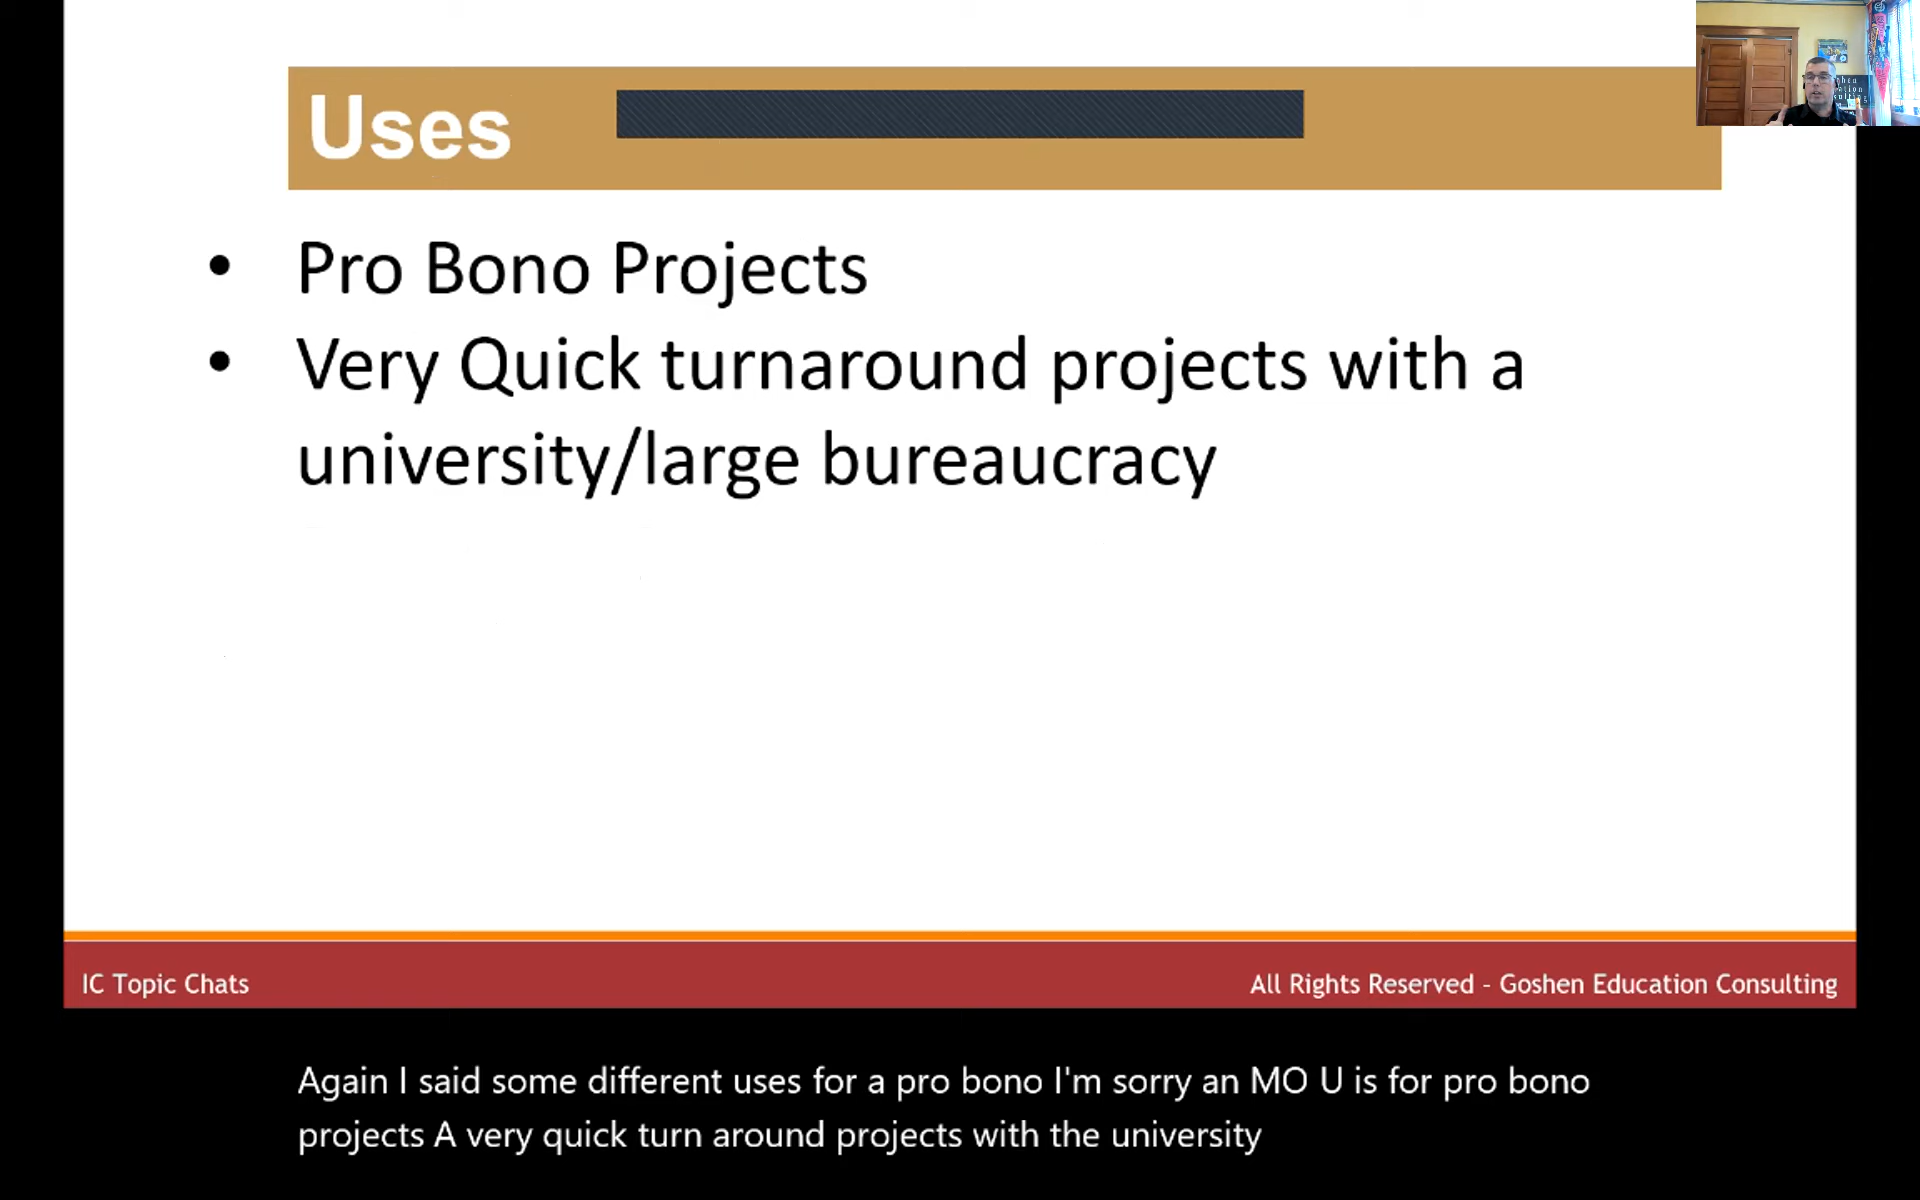 Uses
• Pro Bono Projects
• Very Quick turnaround projects with a
university/large bureaucracy
IC Topic Chats
All Rights Reserved - Goshen Education Consulting
Again I said some different uses for a pro bono I'm sorry an MO U is for pro bono
projects A very quick turn around projects with the university